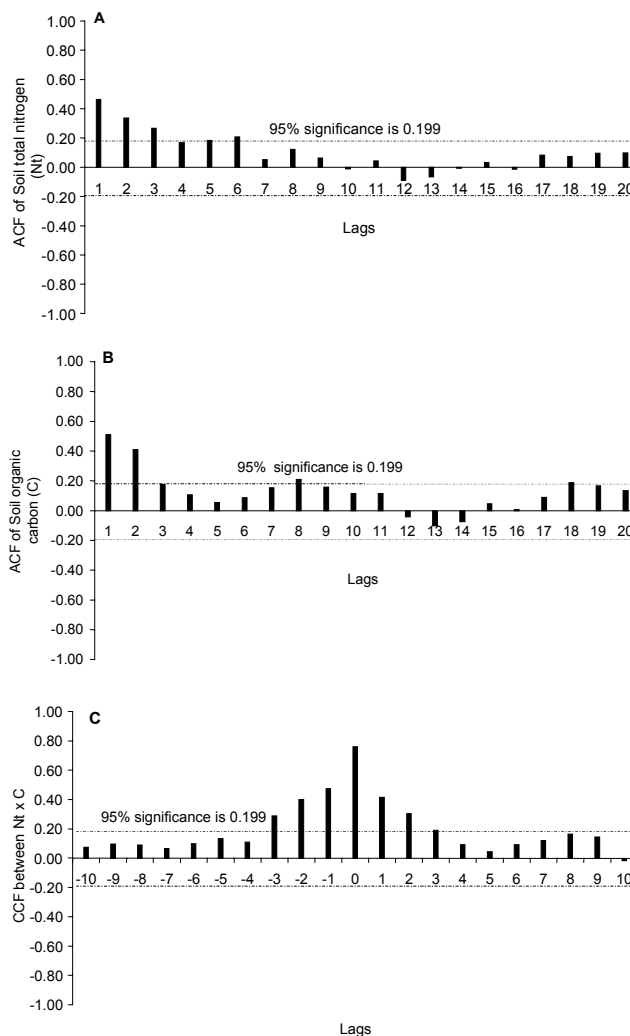 A
1.00
0.80
0.60
0.40
0.20
0.00
-0.20
-0.40
-0.60
-0.80
-1.00
ACF of Soil total nitrogen
(Nt)
95% significance is 0.199
1 2 3 4 5 6 7 8 9 10 11 12 13 14 15 16 17 18 19 20
Lags
B
1.00
0.80
0.60
0.40
0.20
0.00
-0.20
-0.40
-0.60
-0.80
-1.00
ACF of Soil organic
carbon (C)
95% significance is 0.199
1 2 3 4 5 6 7 8 9 10 11 12 13 14 15 16 17 18 19 20
Lags
C
1.00
0.80
0.60
0.40
0.20
0.00
-0.20
-0.40
-0.60
-0.80
-1.00
CCF between Nt x C
95% significance is 0.199
-10 -9 -8 -7 -6 -5 -4 -3 -2 -1 0 1 2 3 4 5 6 7 8 9 10
Lags